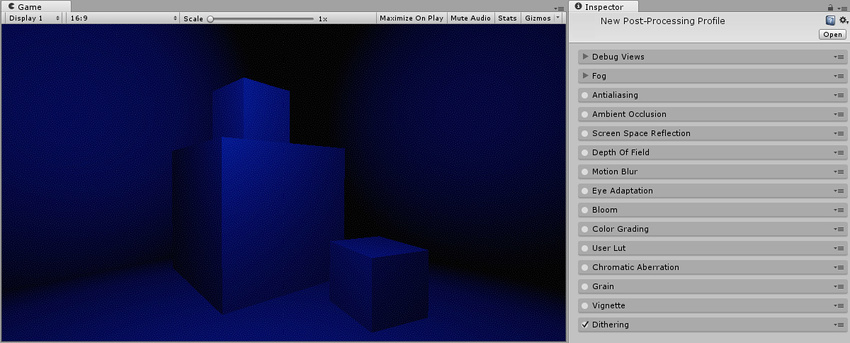 Game
Inspector
Display 1 16:9 Scale 1x Maximize On Play Mute Audio Stats Gizmos
New Post-Processing Profile
Open
Debug Views
Fog
Antialiasing
Ambient Occlusion
Screen Space Reflection
Depth Of Field
Motion Blur
Eye Adaptation
Bloom
Color Grading
User Lut
Chromatic Aberration
Grain
Vignette
Dithering